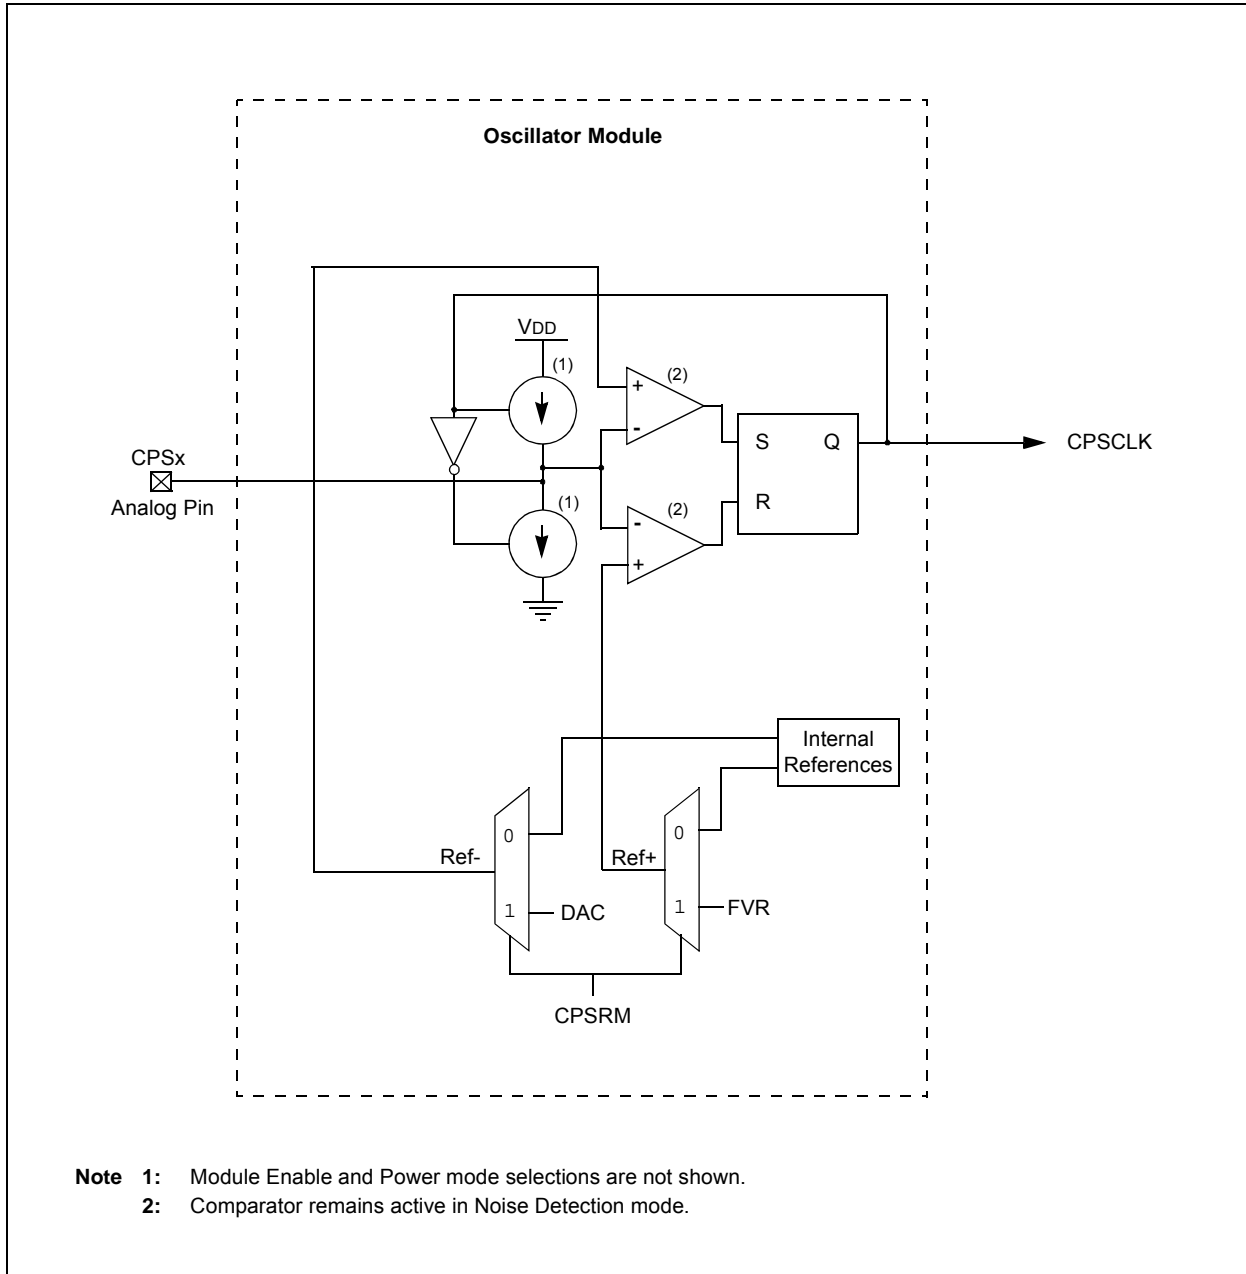 Oscillator Module
VDD
(1)
(2)
+
-
S Q
CPSCLK
CPSx
Analog Pin
(1)
(2)
R
-
+
Internal
References
0
0
Ref-
Ref+
1
DAC
1
FVR
CPSRM
Note 1: Module Enable and Power mode selections are not shown.
2: Comparator remains active in Noise Detection mode.